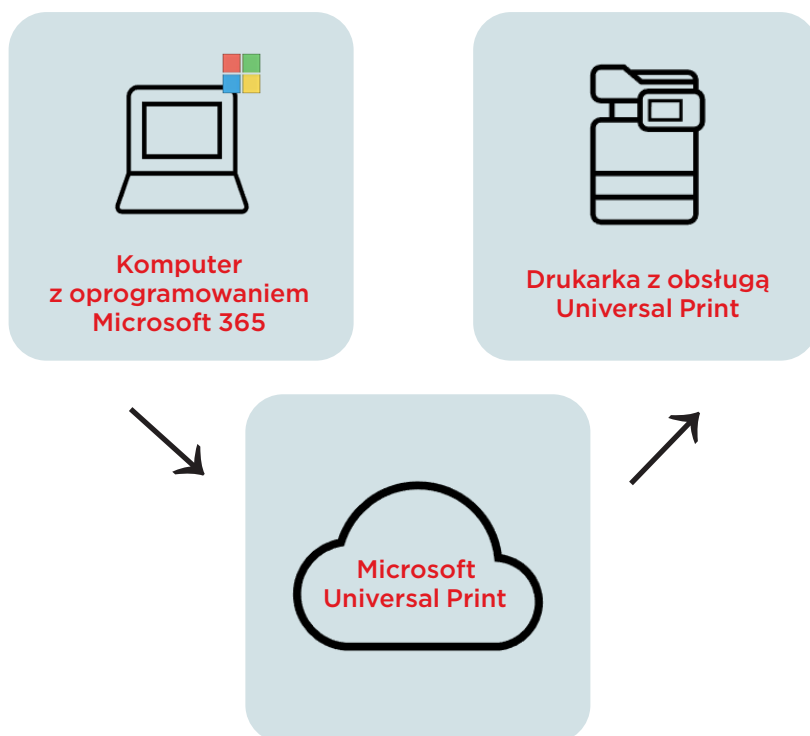 Komputer
z oprogramowaniem
Microsoft 365
Drukarka z obsługą
Universal Print
Microsoft
Universal Print